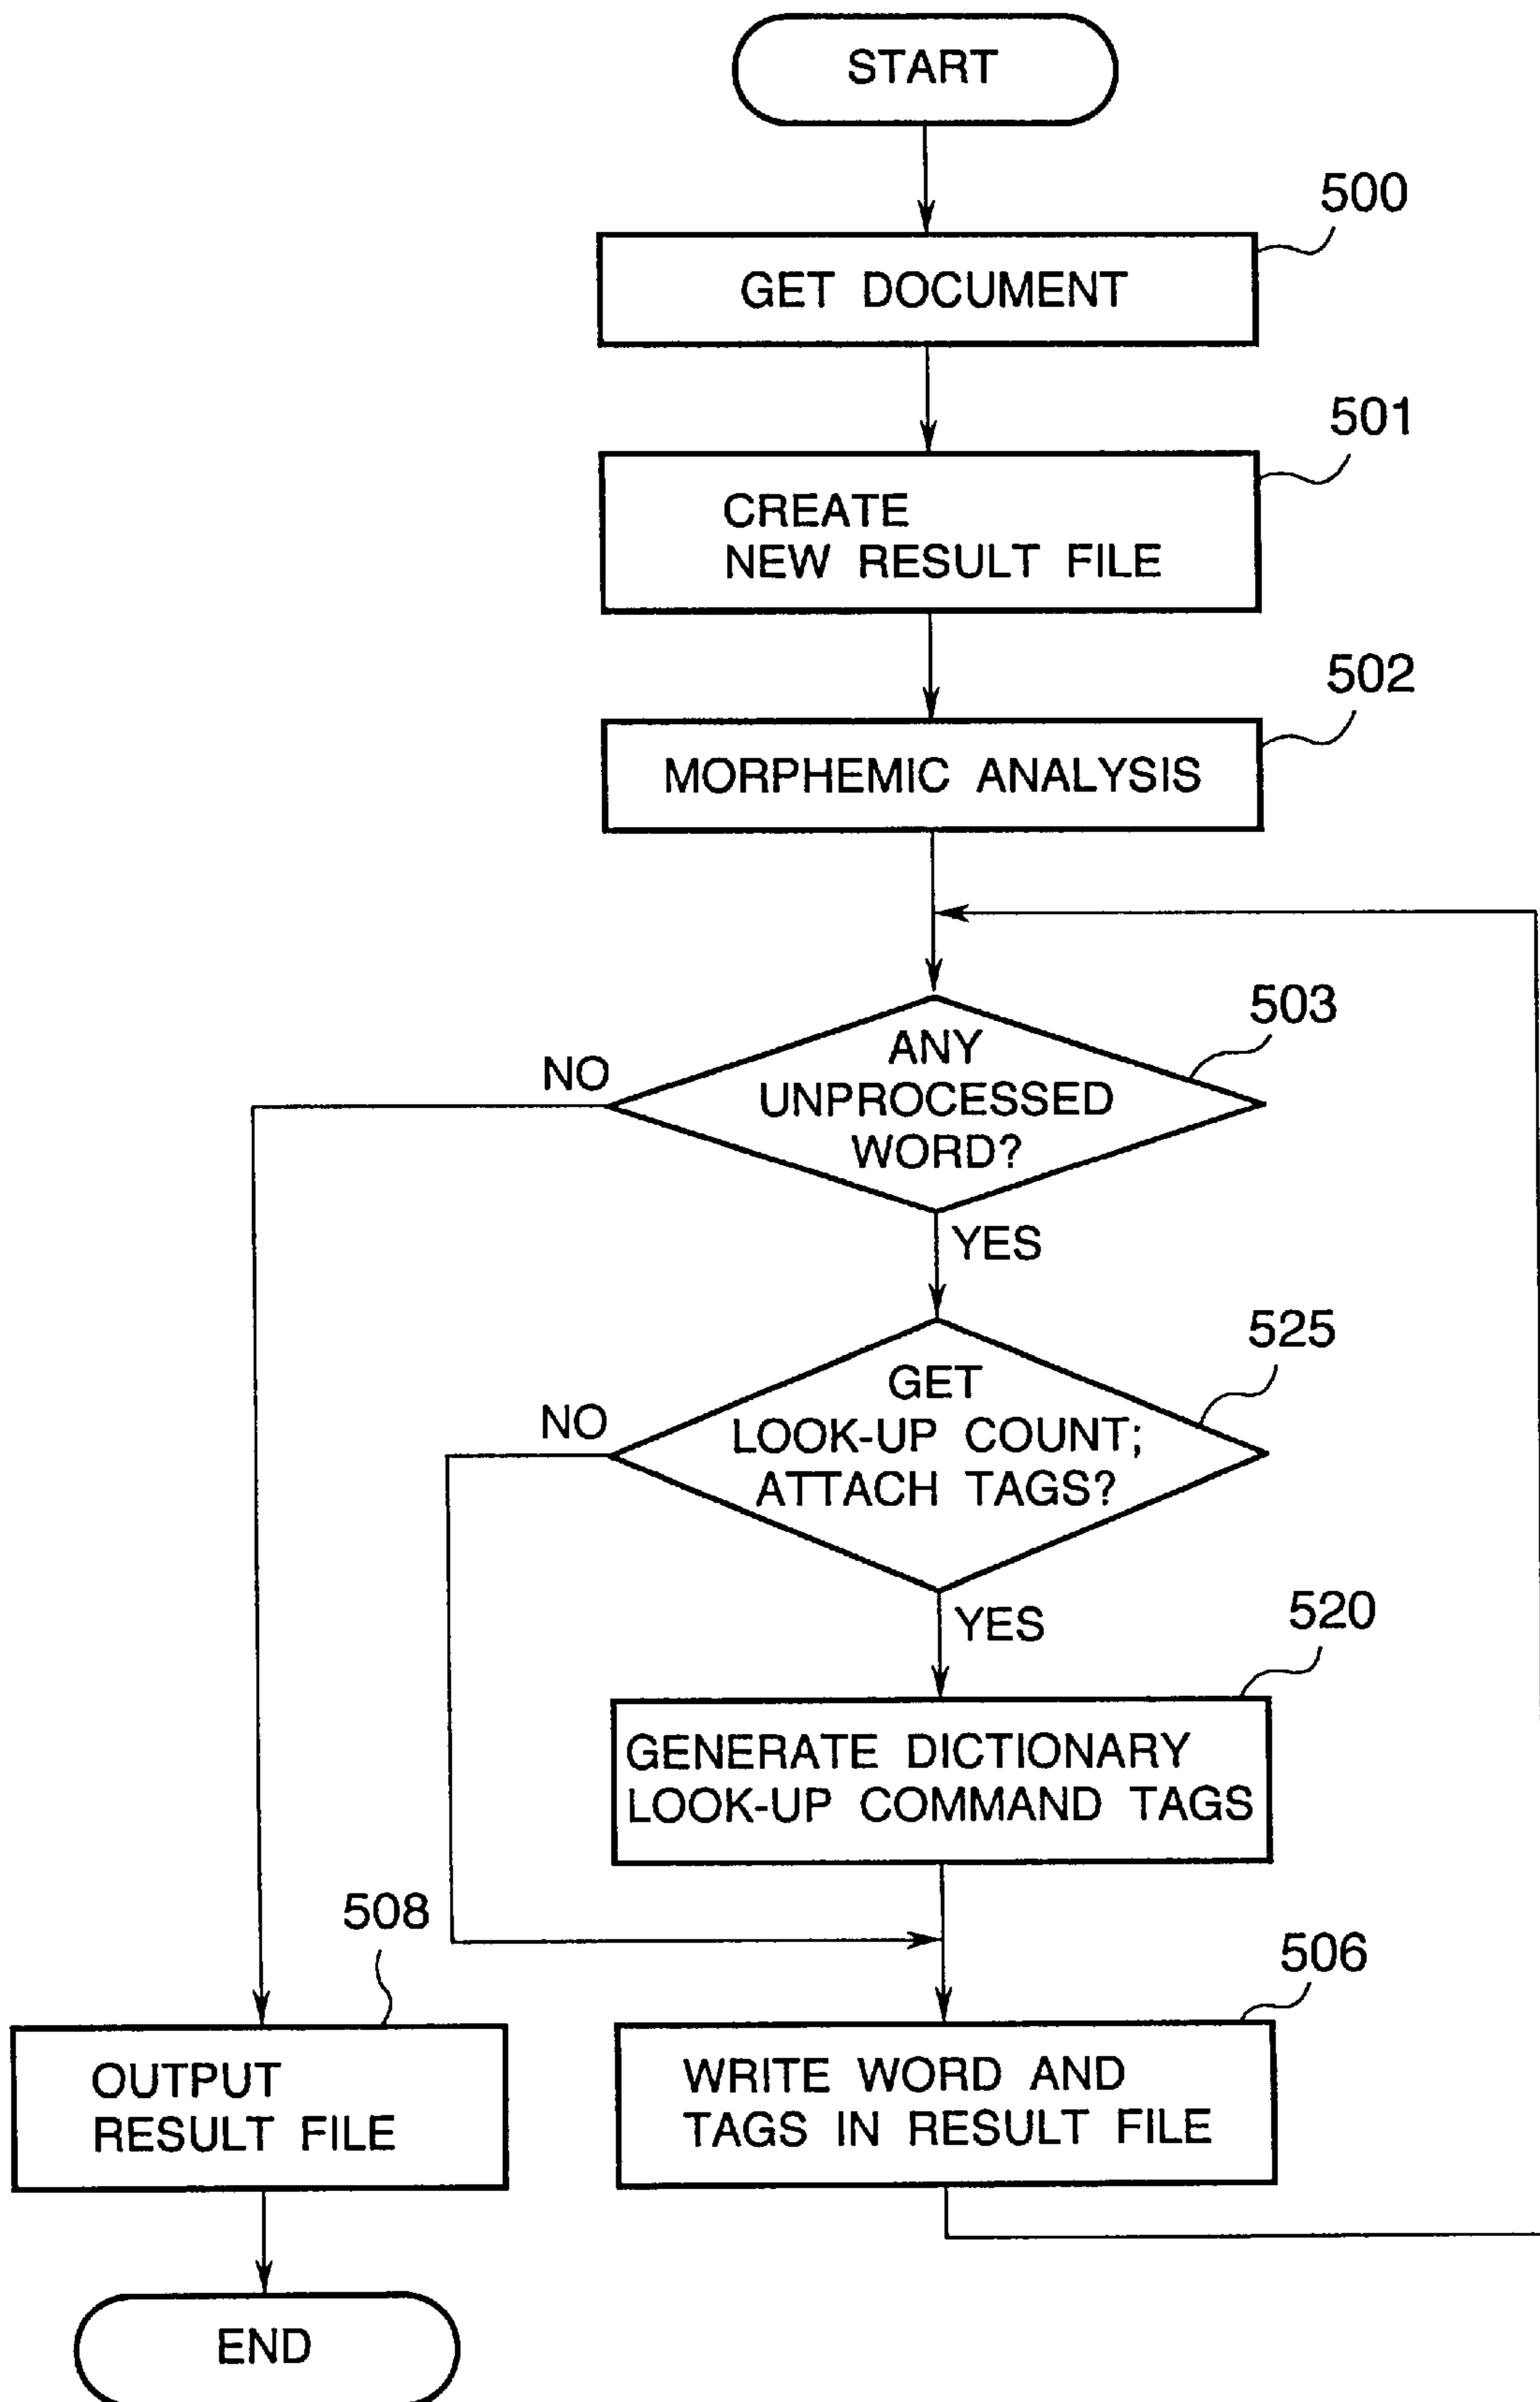 START
500
GET DOCUMENT
501
CREATE
NEW RESULT FILE
502
MORPHEMIC ANALYSIS
503
NO
ANY
UNPROCESSED
WORD?
YES
525
NO
GET
LOOK-UP COUNT;
ATTACH TAGS?
YES
520
GENERATE DICTIONARY
LOOK-UP COMMAND TAGS
508
506
OUTPUT
RESULT FILE
WRITE WORD AND
TAGS IN RESULT FILE
END